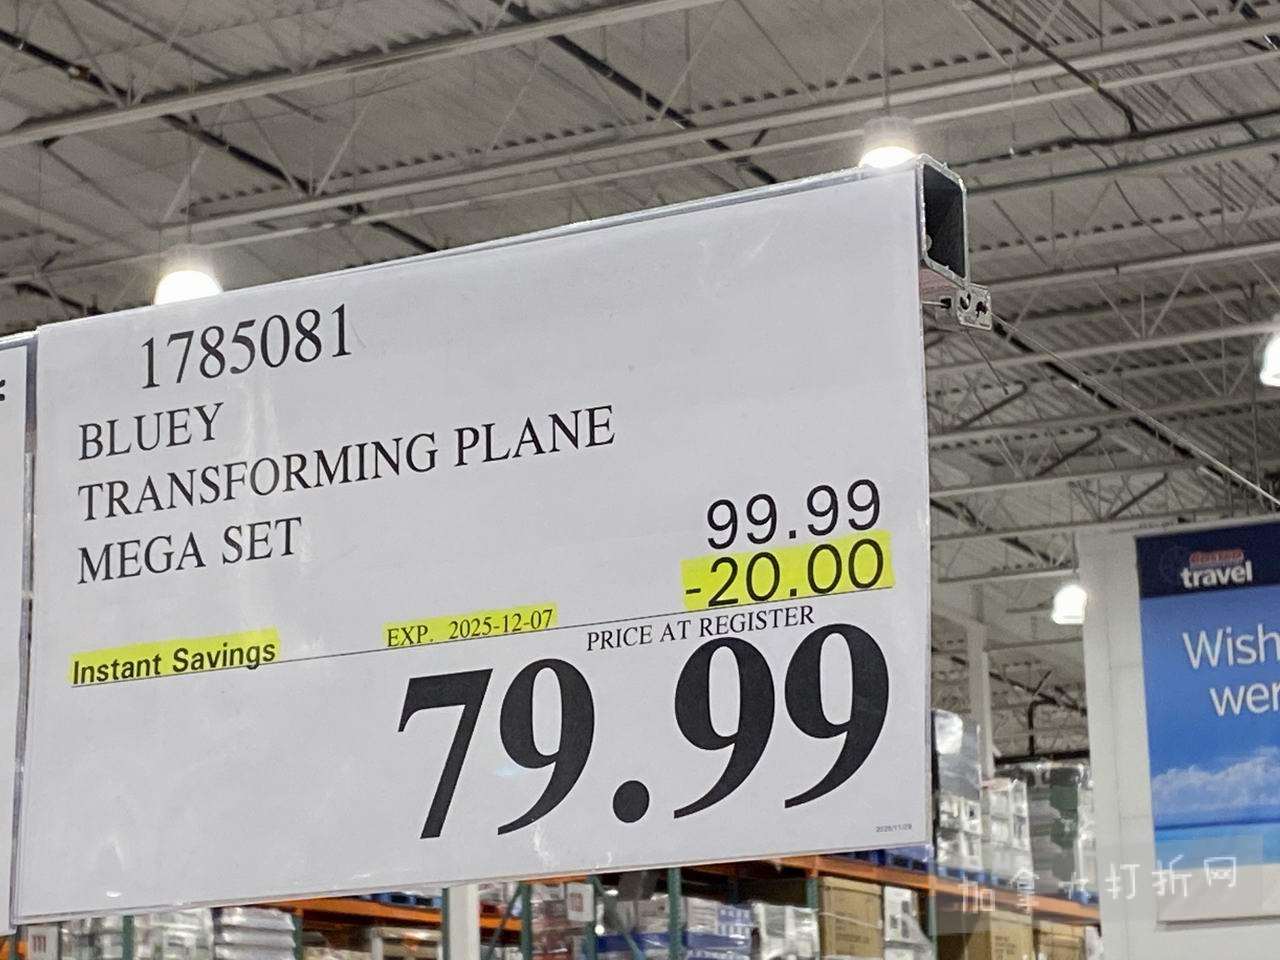 1785081
BLUEY
TRANSFORMING PLANE
MEGA SET
99.99
-20.00
Instant Savings
EXP. 2025-12-07
PRICE AT REGISTER
79.99
travel
Wish
wer
加拿大打折网